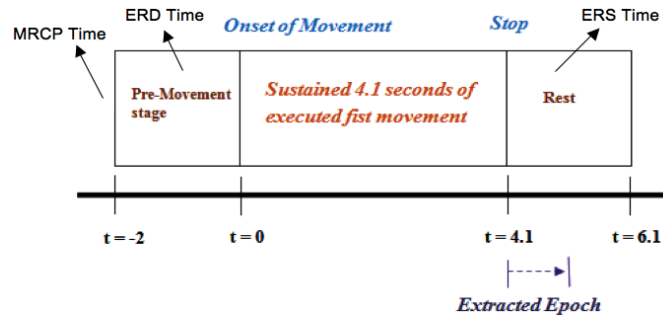 ERD Time
ERS Time
MRCP Time
Onset of Movement
Stop
Pre-Movement
stage
Sustained 4.1 seconds of
executed fist movement
Rest
t = -2
t = 0
t = 4.1
t = 6.1
Extracted Epoch